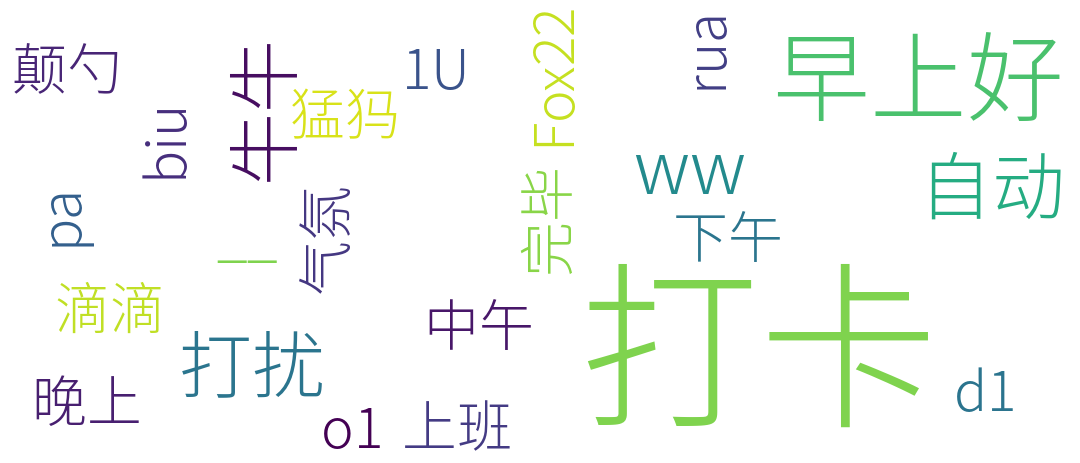 颠勺
牛牛
1U
Fox22
rua
早上好
biu
猛犸
ww
自动
pa
气氛
完毕
下午
__
滴滴
打扰
中午
打卡
晚上
o1
上班
d1